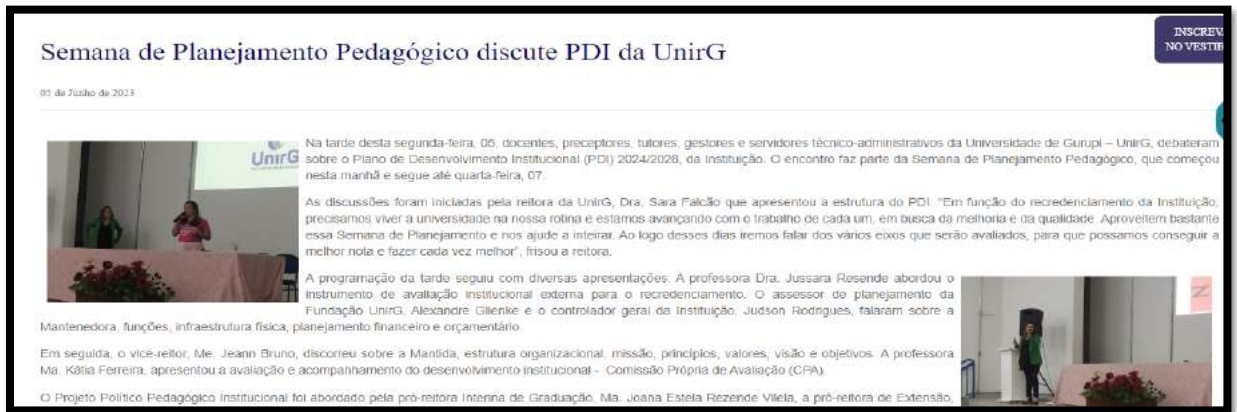 Semana de Planejamento Pedagógico discute PDI da UnirG
INSCREV
NO VESTIB
de Junho de 2023
UnirG
Na tarde desta segunda-feira, 05, docentes, preceptores, tutores, gestores e servidores técnico-administrativos da Universidade de Gurupi – UnirG, debateram
sobre o Plano de Desenvolvimento Institucional (PDI) 2024/2028, da Instituição. O encontro faz parte da Semana de Planejamento Pedagógico, que começou
nesta manhã e segue até quarta-feira, 07.
As discussões foram iniciadas pela reitora da UnirG, Dra. Sara Falcão que apresentou a estrutura do PDI. "Em função do recredenciamento da Instituição,
precisamos viver a universidade na nossa rotina e estamos avançando com o trabalho de cada um, em busca da melhoria e da qualidade. Aproveitem bastante
essa Semana de Planejamento e nos ajude a inteirar. Ao logo desses dias iremos falar dos vários eixos que serão avaliados, para que possamos conseguir a
melhor nota e fazer cada vez melhor", frisou a reitora.
A programação da tarde seguiu com diversas apresentações. A professora Dra. Jussara Resende abordou o
instrumento de avaliação institucional externa para o recredenciamento. O assessor de planejamento da
Fundação UnirG, Alexandre Glienke e o controlador geral da Instituição, Judson Rodrigues, falaram sobre a
Mantenedora, funções, infraestrutura física, planejamento financeiro e orçamentário.
Em seguida, o vice-reitor, Me. Jeann Bruno, discorreu sobre a Mantida, estrutura organizacional, missão, princípios, valores, visão e objetivos. A professora
Ma. Kátia Ferreira, apresentou a avaliação e acompanhamento do desenvolvimento institucional - Comissão Própria de Avaliação (CPA).
O Projeto Político Pedagógico Institucional foi abordado pela pró-reitora Interina de Graduação, Ma. Joana Estela Rezende Vilela, a pró-reitora de Extensão,